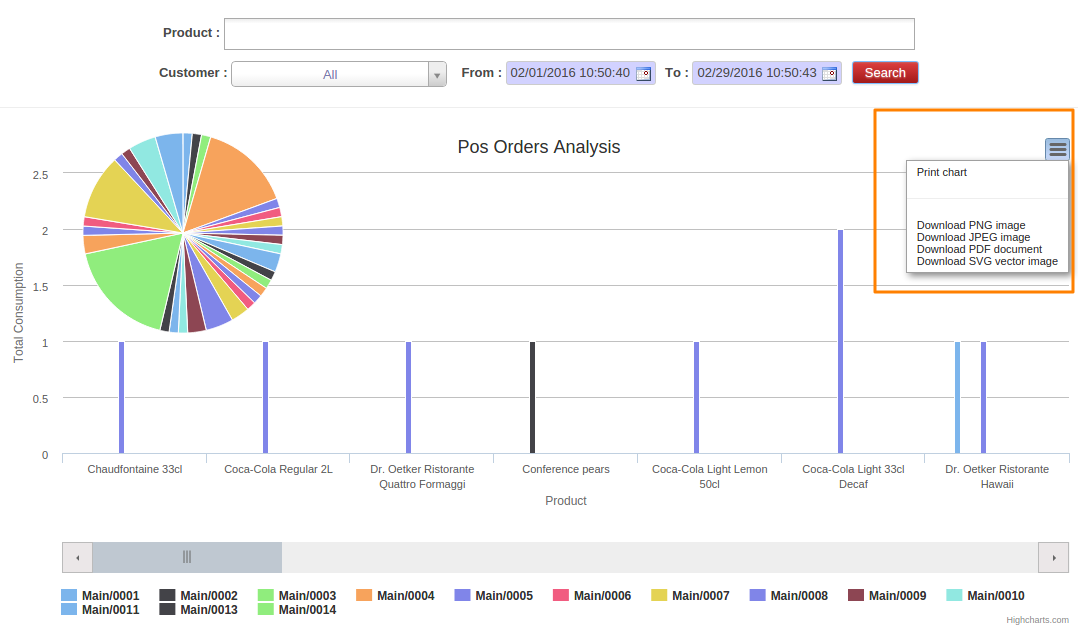 Product :
Customer : All From : 02/01/2016 10:50:40 To : 02/29/2016 10:50:43 Search
Pos Orders Analysis
Print chart
Download PNG image
Download JPEG image
Download PDF document
Download SVG vector image
Total Consumption
2.5
2
1.5
1
0.5
0
Chaudfontaine 33cl
Coca-Cola Regular 2L
Dr. Oetker Ristorante
Quattro Formaggi
Conference pears
Coca-Cola Light Lemon
50cl
Coca-Cola Light 33cl
Decaf
Dr. Oetker Ristorante
Hawaii
Product
Main/0001 Main/0002 Main/0003 Main/0004 Main/0005 Main/0006 Main/0007 Main/0008 Main/0009 Main/0010
Main/0011 Main/0013 Main/0014
Highcharts.com